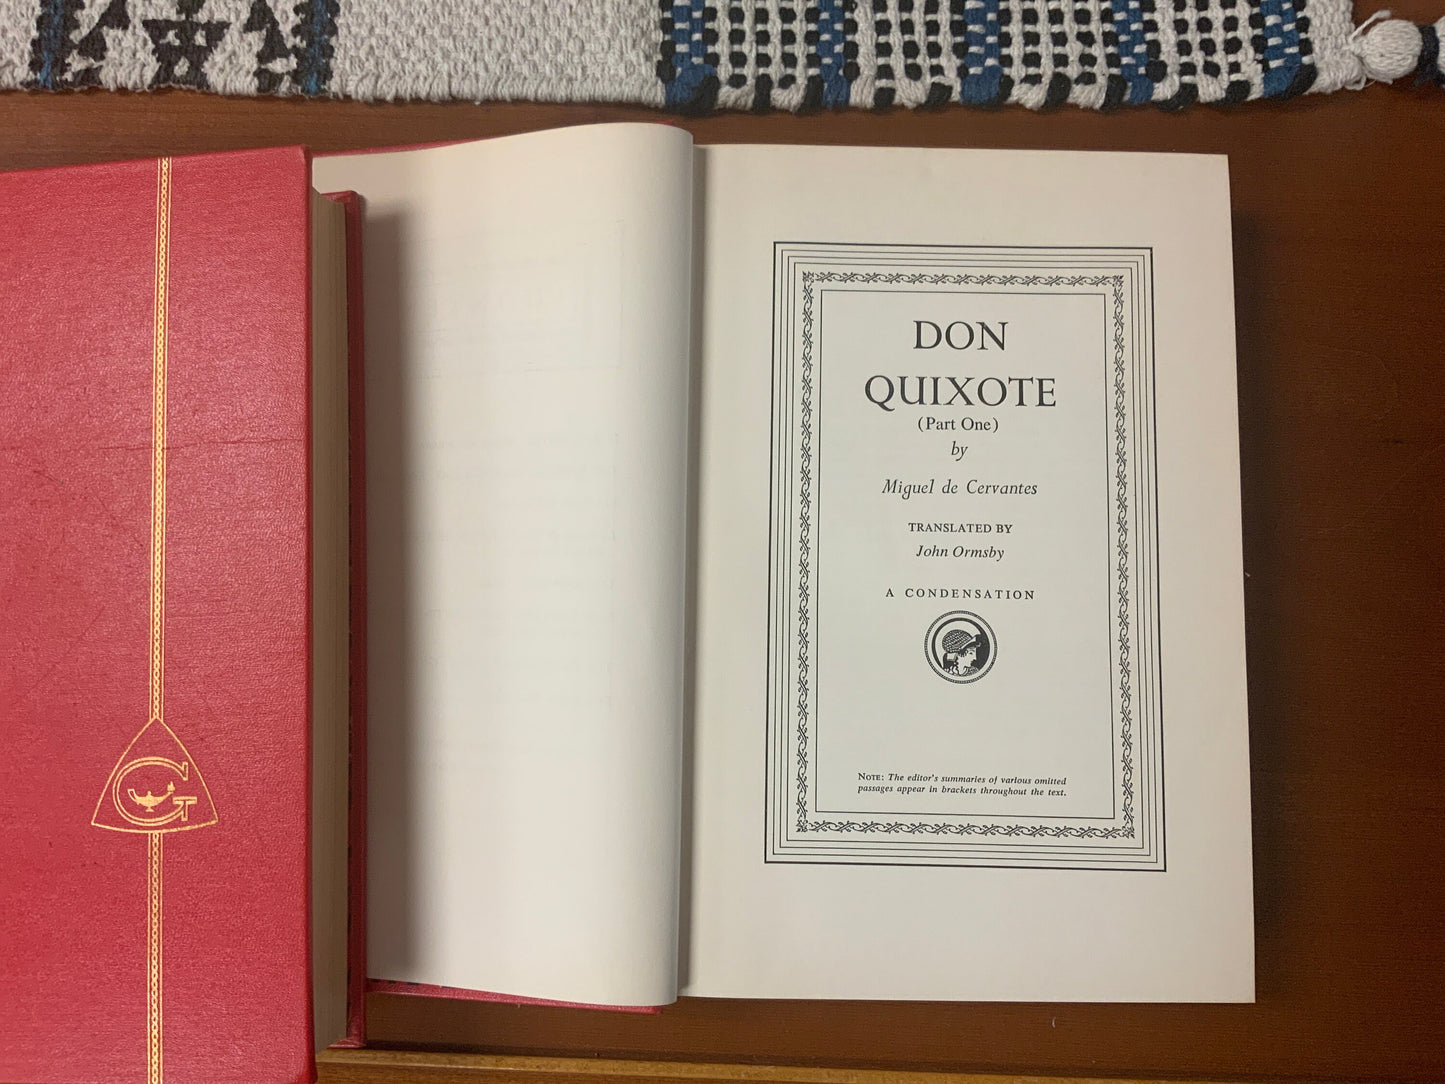 G
DON
QUIXOTE
(Part One)
by
Miguel de Cervantes
TRANSLATED BY
John Ormsby
A CONDENSATION
NOTE: The editor's summaries of various omitted
passages appear in brackets throughout the text.